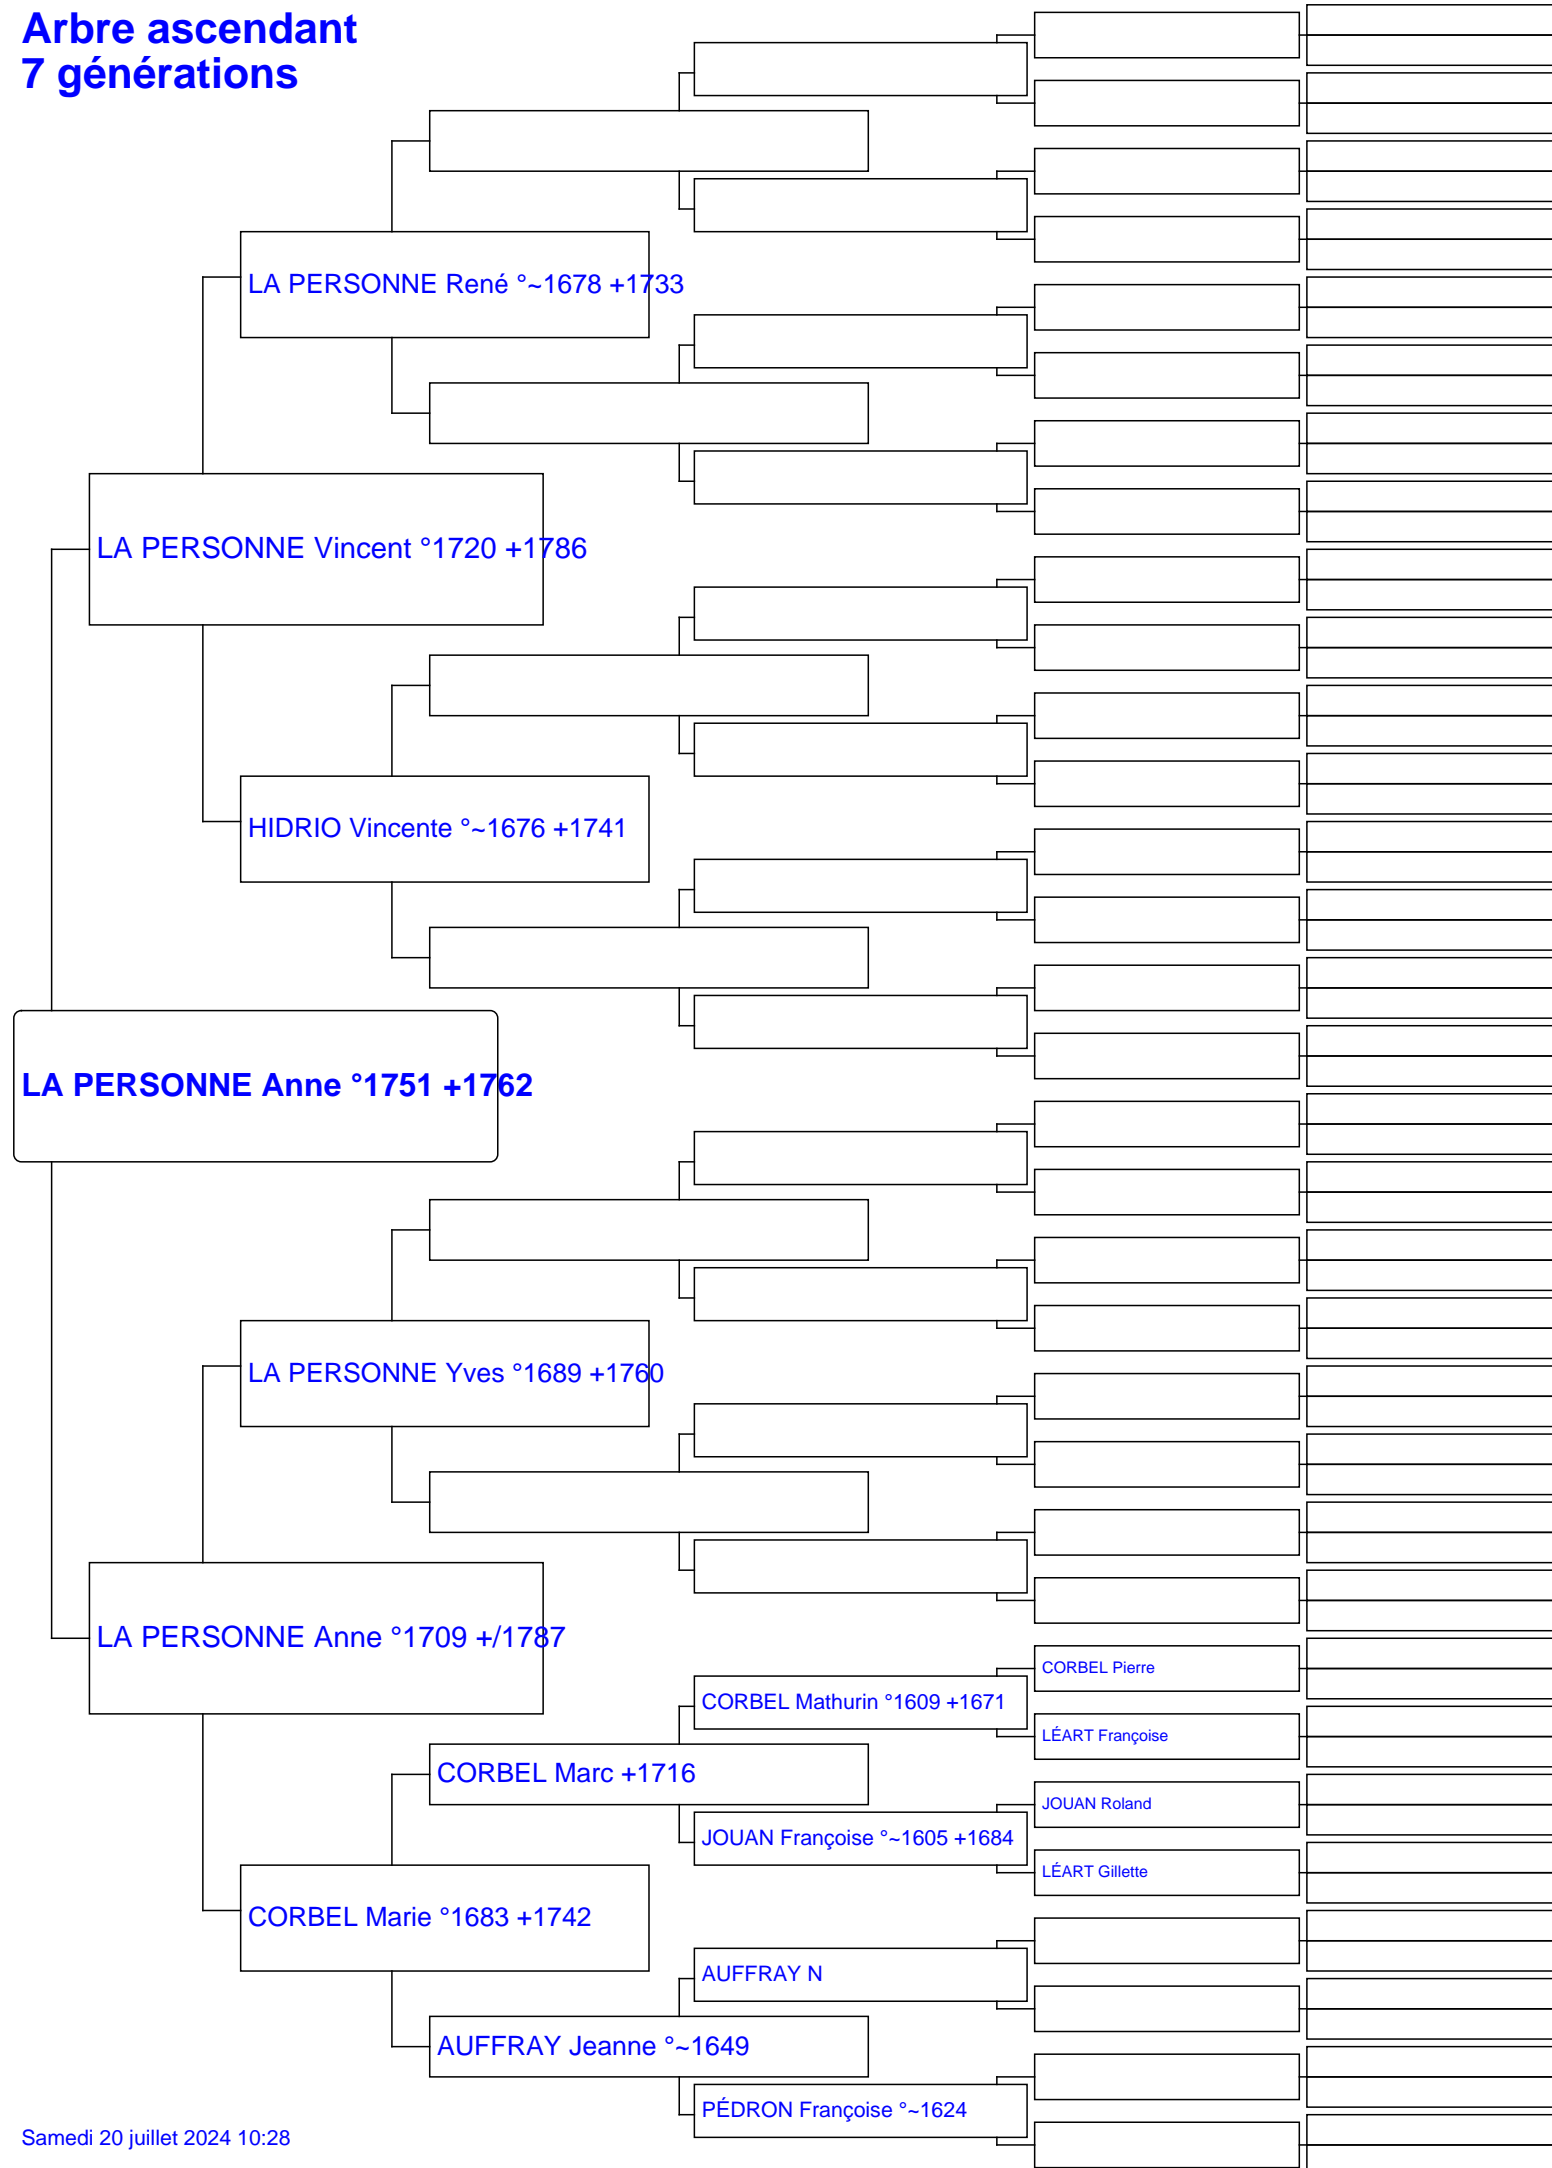 Arbre ascendant
7 générations
LA PERSONNE René °~1678 +1733
LA PERSONNE Vincent °1720 +1786
HIDRIO Vincente °~1676 +1741
LA PERSONNE Anne °1751 +1762
LA PERSONNE Yves °1689 +1760
LA PERSONNE Anne °1709 +/1787
CORBEL Pierre
CORBEL Mathurin °1609 +1671
LÉART Françoise
CORBEL Marc +1716
JOUAN Roland
JOUAN Françoise °~1605 +1684
LÉART Gillette
CORBEL Marie °1683 +1742
AUFFRAY N
AUFFRAY Jeanne °~1649
PÉDRON Françoise °~1624
Samedi 20 juillet 2024 10:28